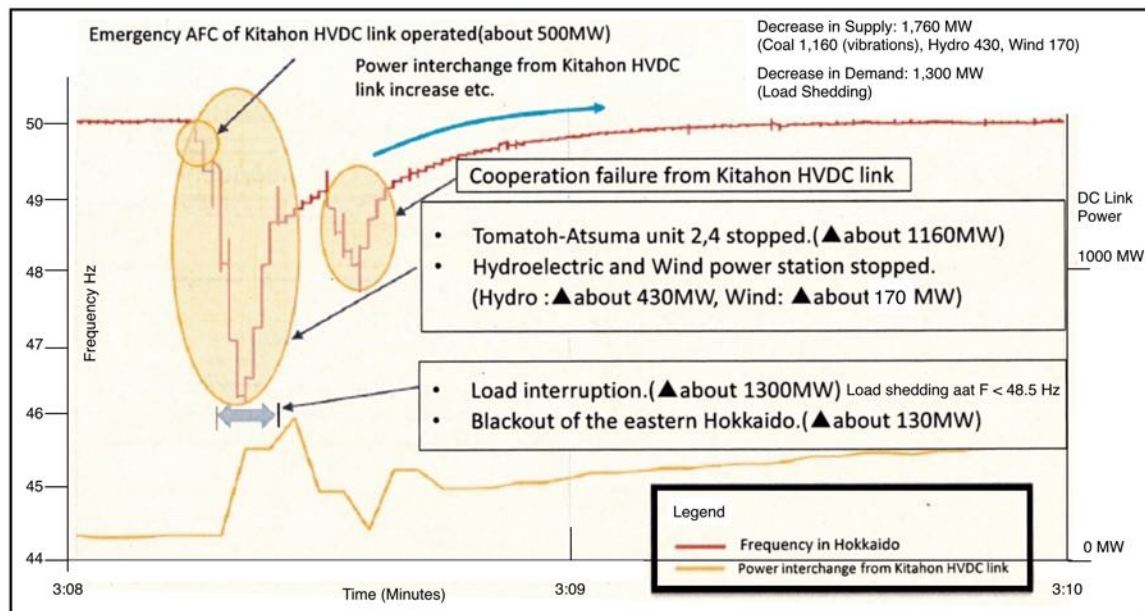 Emergency AFC of Kitahon HVDC link operated(about 500MW)
Decrease in Supply: 1,760 MW
(Coal 1,160 (vibrations), Hydro 430, Wind 170)
Decrease in Demand: 1,300 MW
(Load Shedding)
Power interchange from Kitahon HVDC
link increase etc.
50
49
48
47
46
45
44
Frequency Hz
Cooperation failure from Kitahon HVDC link
• Tomatoh-Atsuma unit 2,4 stopped.(▲about 1160MW)
• Hydroelectric and Wind power station stopped.
(Hydro :▲about 430MW, Wind: ▲about 170 MW)
• Load interruption.(▲about 1300MW) Load shedding aat F < 48.5 Hz
• Blackout of the eastern Hokkaido.(▲about 130MW)
DC Link
Power
1000 MW
0 MW
Legend
Frequency in Hokkaido
Power interchange from Kitahon HVDC link
3:08
Time (Minutes)
3:09
3:10